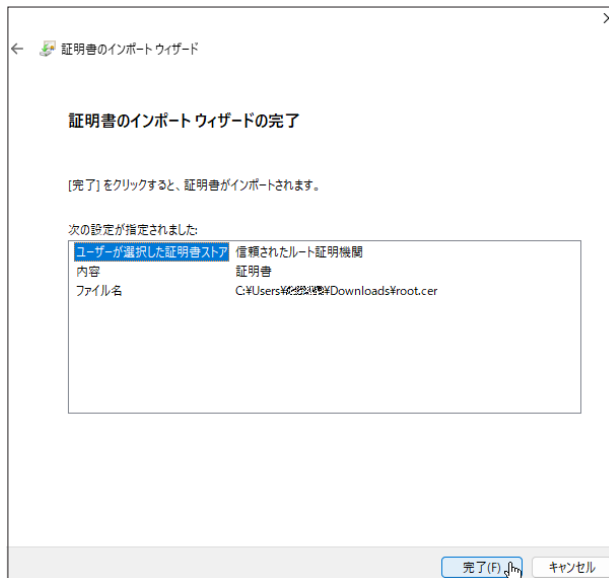 証明書のインポート ウィザード
証明書のインポート ウィザードの完了
[完了] をクリックすると、証明書がインポートされます。
次の設定が指定されました:
ユーザーが選択した証明書ストア 信頼されたルート証明機関
内容 証明書
ファイル名 C:¥Users¥ ¥Downloads¥root.cer
完了(F) キャンセル